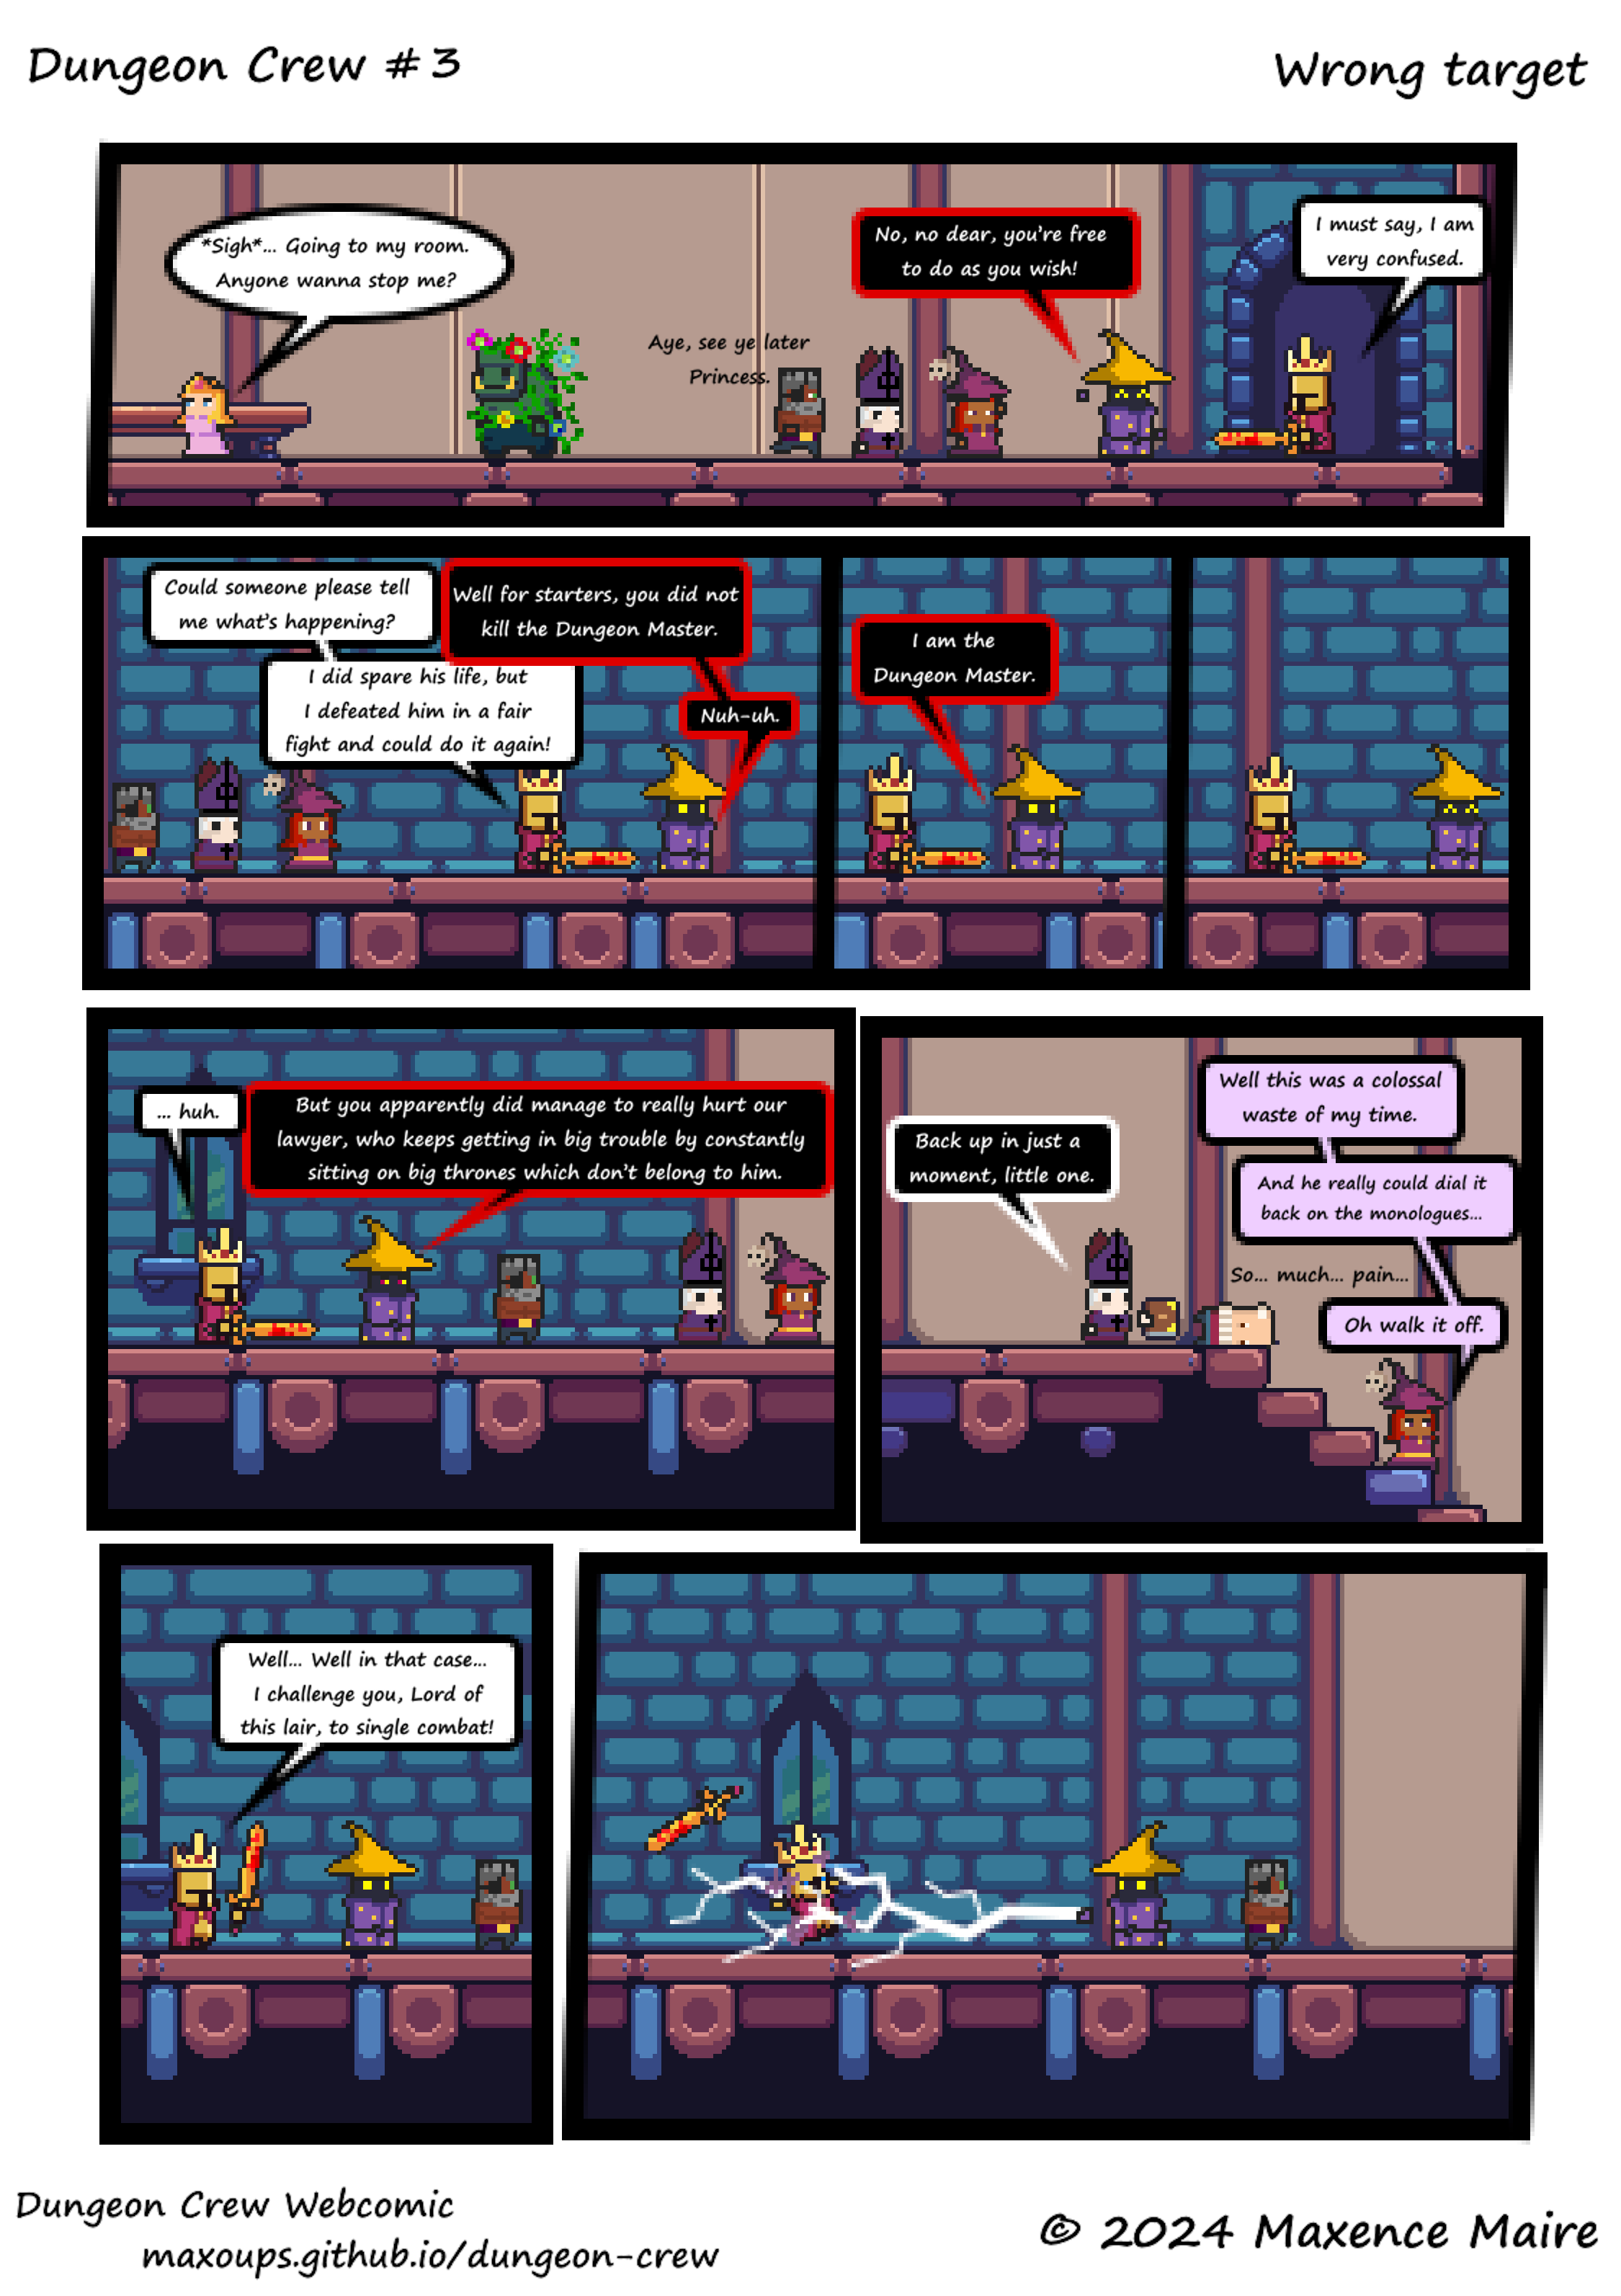 Dungeon Crew #3
Wrong target
*Sigh*... Going to my room.
Anyone wanna stop me?
Aye, see ye later
Princess.
No, no dear, you're free
to do as you wish!
I must say, I am
very confused.
Could someone please tell
me what's happening?
I did spare his life, but
I defeated him in a fair
fight and could do it again!
Well for starters, you did not
kill the Dungeon Master.
Nuh-uh.
I am the
Dungeon Master.
... huh.
But you apparently did manage to really hurt our
lawyer, who keeps getting in big trouble by constantly
sitting on big thrones which don't belong to him.
Back up in just a
moment, little one.
Well this was a colossal
waste of my time.
And he really could dial it
back on the monologues...
So... much... pain...
Oh walk it off.
Well... Well in that case...
I challenge you, Lord of
this lair, to single combat!
Dungeon Crew Webcomic
maxoups.github.io/dungeon-crew
© 2024 Maxence Maire